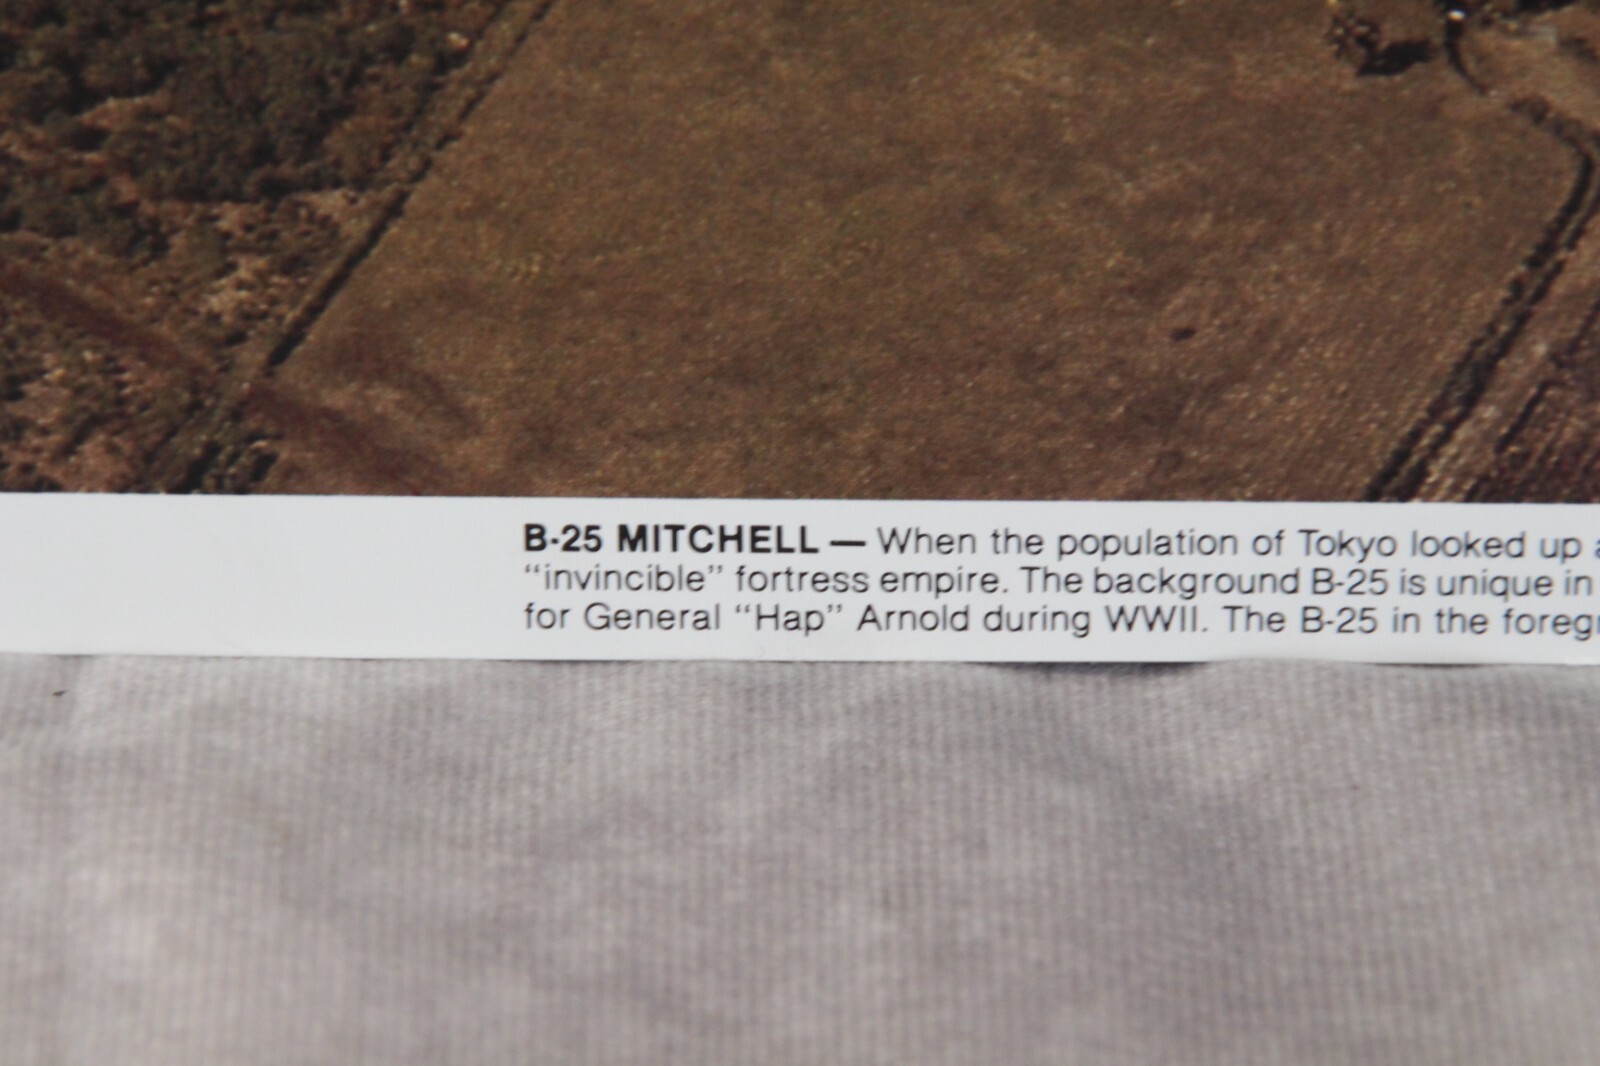 B-25 MITCHELL — When the population of Tokyo looked up
“invincible” fortress empire. The background B-25 is unique in
for General “Hap” Arnold during WWII. The B-25 in the